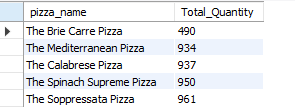 pizza_name Total_Quantity
The Brie Carre Pizza 490
The Mediterranean Pizza 934
The Calabrese Pizza 937
The Spinach Supreme Pizza 950
The Soppressata Pizza 961